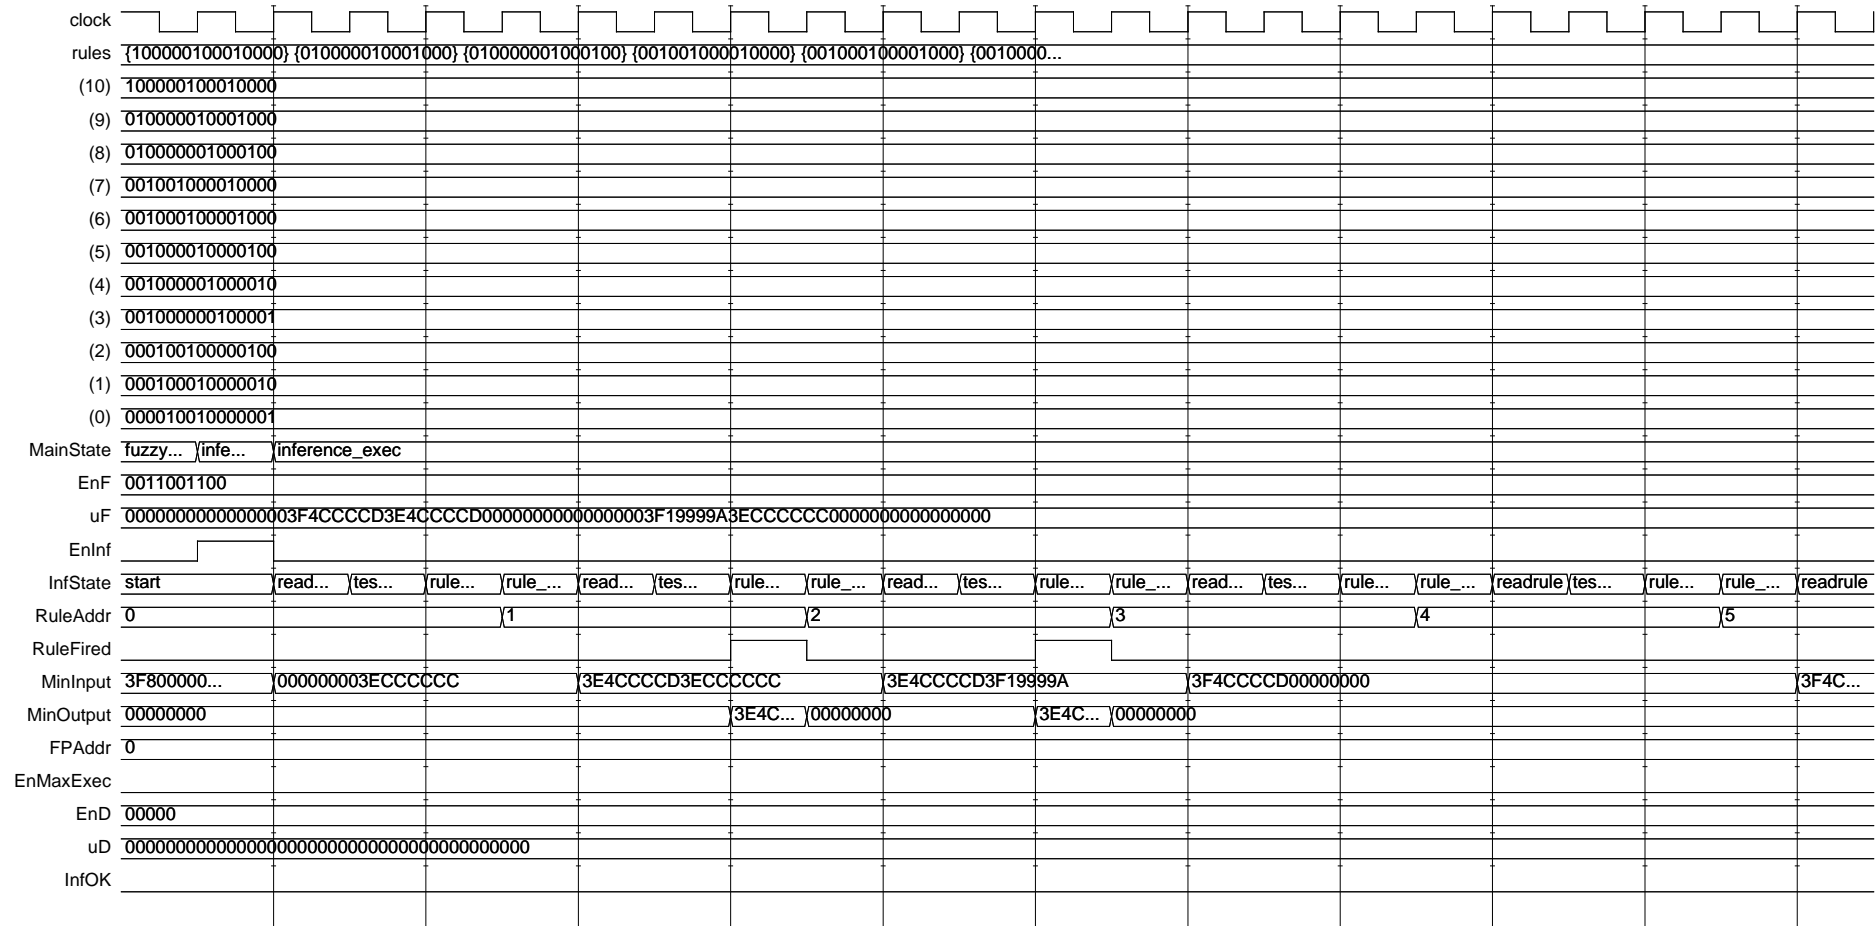 clock
rules {100000100010000} {010000010001000} {010000001000100} {001001000010000} {001000100001000} {0010000...
(10) 100000100010000
(9) 010000010001000
(8) 010000001000100
(7) 001001000010000
(6) 001000100001000
(5) 001000010000100
(4) 001000001000010
(3) 001000000100001
(2) 000100100000100
(1) 000100010000010
(0) 000010010000001
MainState fuzzy... infe... inference_exec
EnF 0011001100
uF 00000000000000003F4CCCCD3E4CCCCD00000000000000003F19999A3ECCCCCC0000000000000000
EnInf
InfState start read... tes... rule... rule_... read... tes... rule... rule_... read... tes... rule... rule_... read... tes... rule... rule_... readrule tes... rule... rule_... readrule
RuleAddr 0 1 2 3 4 5
RuleFired
MinInput 3F800000... 000000003ECCCCCC 3E4CCCCD3ECCCCCC 3E4CCCCD3F19999A 3F4CCCCD00000000 3F4C...
MinOutput 00000000 3E4C... 00000000 3E4C... 00000000
FPAddr 0
EnMaxExec
EnD 00000
uD 0000000000000000000000000000000000000000
InfOK